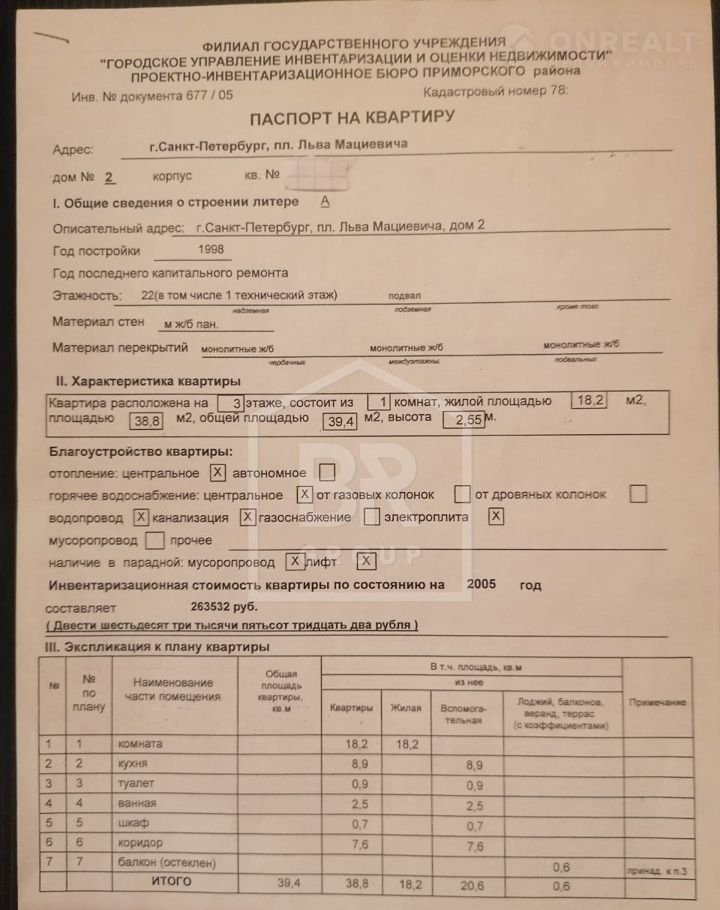 ONREALT
НЕДВИЖИМОСТЬ
ФИЛИАЛ ГОСУДАРСТВЕННОГО УЧРЕЖДЕНИЯ
"ГОРОДСКОЕ УПРАВЛЕНИЕ ИНВЕНТАРИЗАЦИИ И ОЦЕНКИ НЕДВИЖИМОСТИ"
ПРОЕКТНО-ИНВЕНТАРИЗАЦИОННОЕ БЮРО ПРИМОРСКОГО района
Инв. № документа 677 / 05 Кадастровый номер 78:
ПАСПОРТ НА КВАРТИРУ
Адрес: г.Санкт-Петербург, пл. Льва Мациевича
дом № 2 корпус кв. №
I. Общие сведения о строении литере А
Описательный адрес: г.Санкт-Петербург, пл. Льва Мациевича, дом 2
Год постройки 1998
Год последнего капитального ремонта
Этажность: 22(в том числе 1 технический этаж) подвал
надземная подземная кроме того
Материал стен м ж/б пан.
Материал перекрытий монолитные ж/б монолитные ж/б монолитные ж/б
чердачных междуэтажны: подвальных
II. Характеристика квартиры
Квартира расположена на 3 этаже, состоит из 1 комнат, жилой площадью 18,2 м2,
площадью 38,8 м2, общей площадью 39,4 м2, высота 2,55 м.
Благоустройство квартиры:
отопление: центральное X автономное
горячее водоснабжение: центральное X от газовых колонок от дровяных колонок
водопровод X канализация X газоснабжение электроплита X
мусоропровод прочее
наличие в парадной: мусоропровод X лифт X
BR
GROUP
Инвентаризационная стоимость квартиры по состоянию на 2005 год
составляет 263532 руб.
( Двести шестьдесят три тысячи пятьсот тридцать два рубля )
III. Экспликация к плану квартиры
№ № по плану Наименование части помещения Общая площадь квартиры, кв.м В т.ч. площадь, кв.м Примечание
из нее
Квартиры Жилая Вспомога-тельная Лоджий, балконов, веранд, террас (с коэффициентами)
1 1 комната 18,2 18,2
2 2 кухня 8,9 8,9
3 3 туалет 0,9 0,9
4 4 ванная 2,5 2,5
5 5 шкаф 0,7 0,7
6 6 коридор 7,6 7,6
7 7 балкон (остеклен) 0,6 принад. к п.3
ИТОГО 39,4 38,8 18,2 20,6 0,6